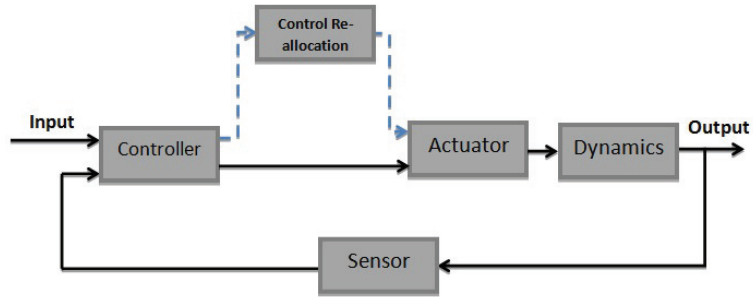 Control Re-
allocation
Input
Output
Controller
Actuator
Dynamics
Sensor